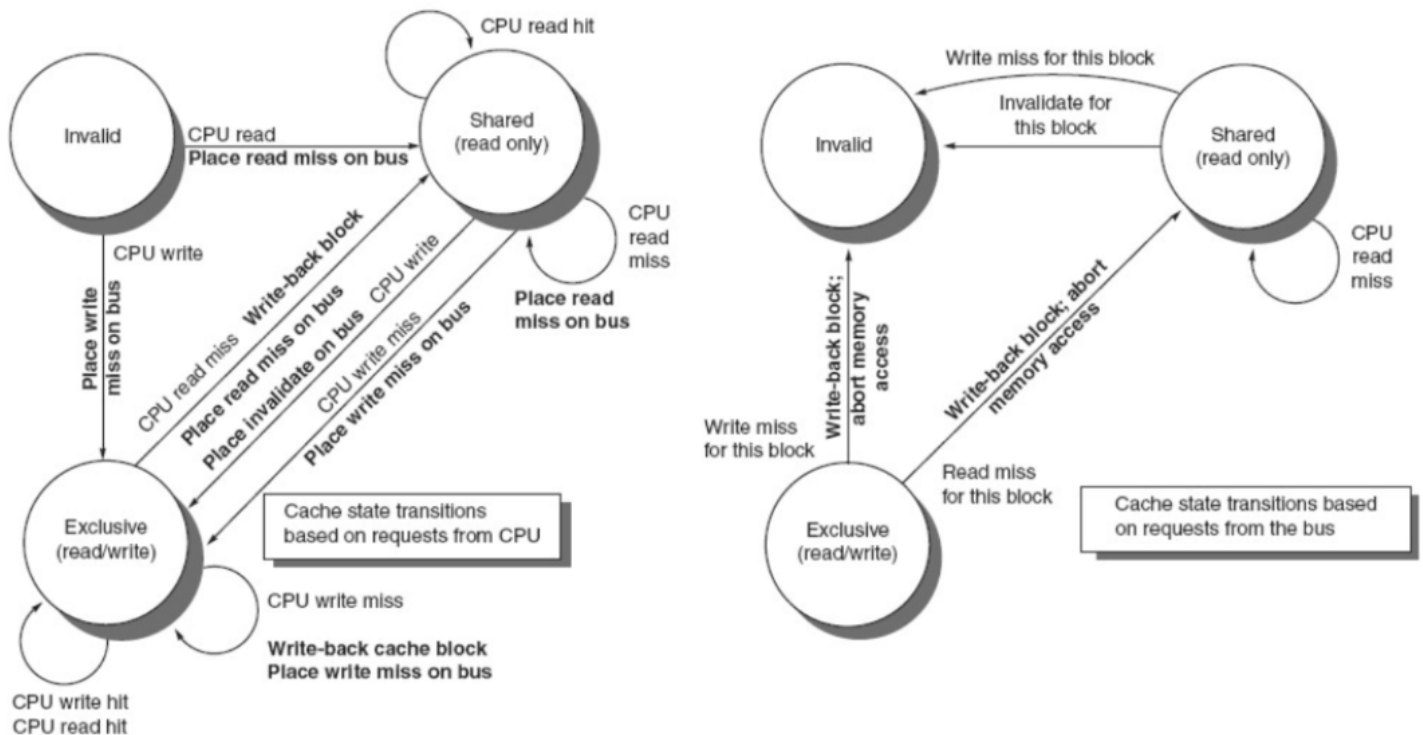 CPU read hit
Invalid
Shared
(read only)
CPU read
Place read miss on bus
CPU write
Place write
miss on bus
CPU read miss
Write-back block
Place read miss on bus
Place invalidate on bus
CPU write
CPU write miss
Place write miss on bus
CPU
read
miss
Place read
miss on bus
Exclusive
(read/write)
Cache state transitions
based on requests from CPU
CPU write miss
Write-back cache block
Place write miss on bus
CPU write hit
CPU read hit
Write miss for this block
Invalidate for
this block
Invalid
Shared
(read only)
CPU
read
miss
Write-back block;
abort memory
access
Write-back block; abort
memory access
Write miss
for this block
Read miss
for this block
Exclusive
(read/write)
Cache state transitions based
on requests from the bus